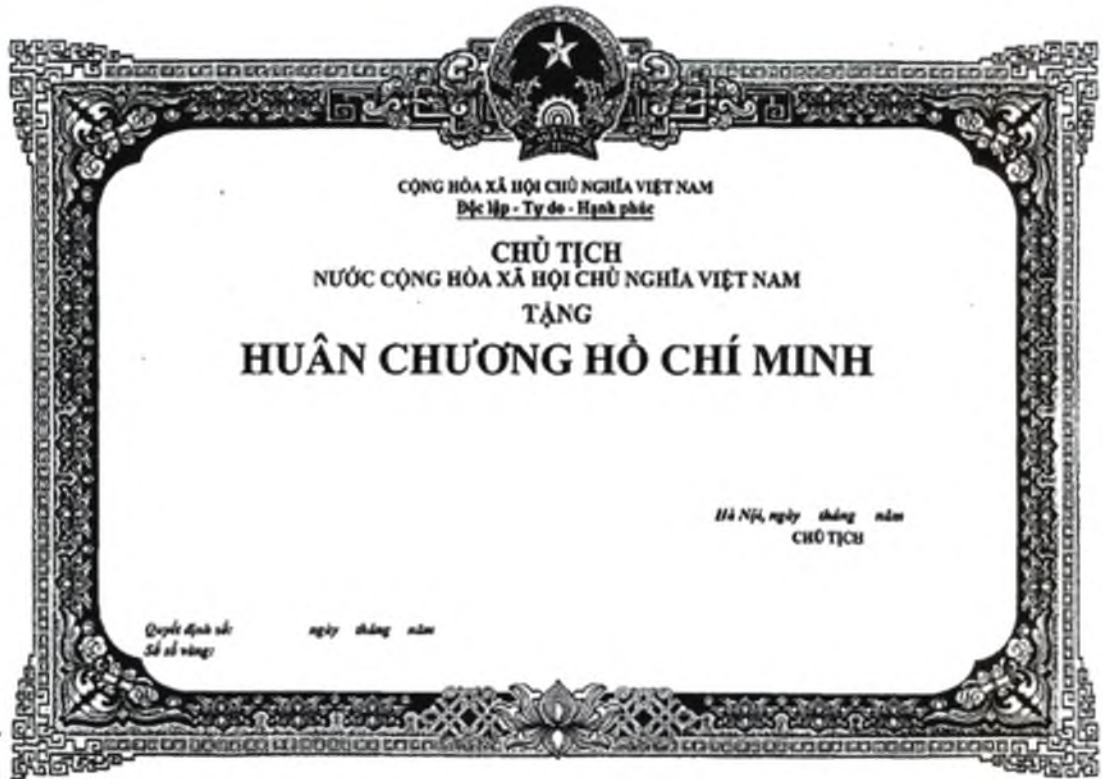 CỘNG HÒA XÃ HỘI CHỦ NGHĨA VIỆT NAM
Độc lập - Tự do - Hạnh phúc
CHỦ TỊCH
NƯỚC CỘNG HÒA XÃ HỘI CHỦ NGHĨA VIỆT NAM
TẶNG
HUÂN CHƯƠNG HỒ CHÍ MINH
Hà Nội, ngày tháng năm
CHỦ TỊCH
Quyết định số: ngày tháng năm
Số sổ vàng: